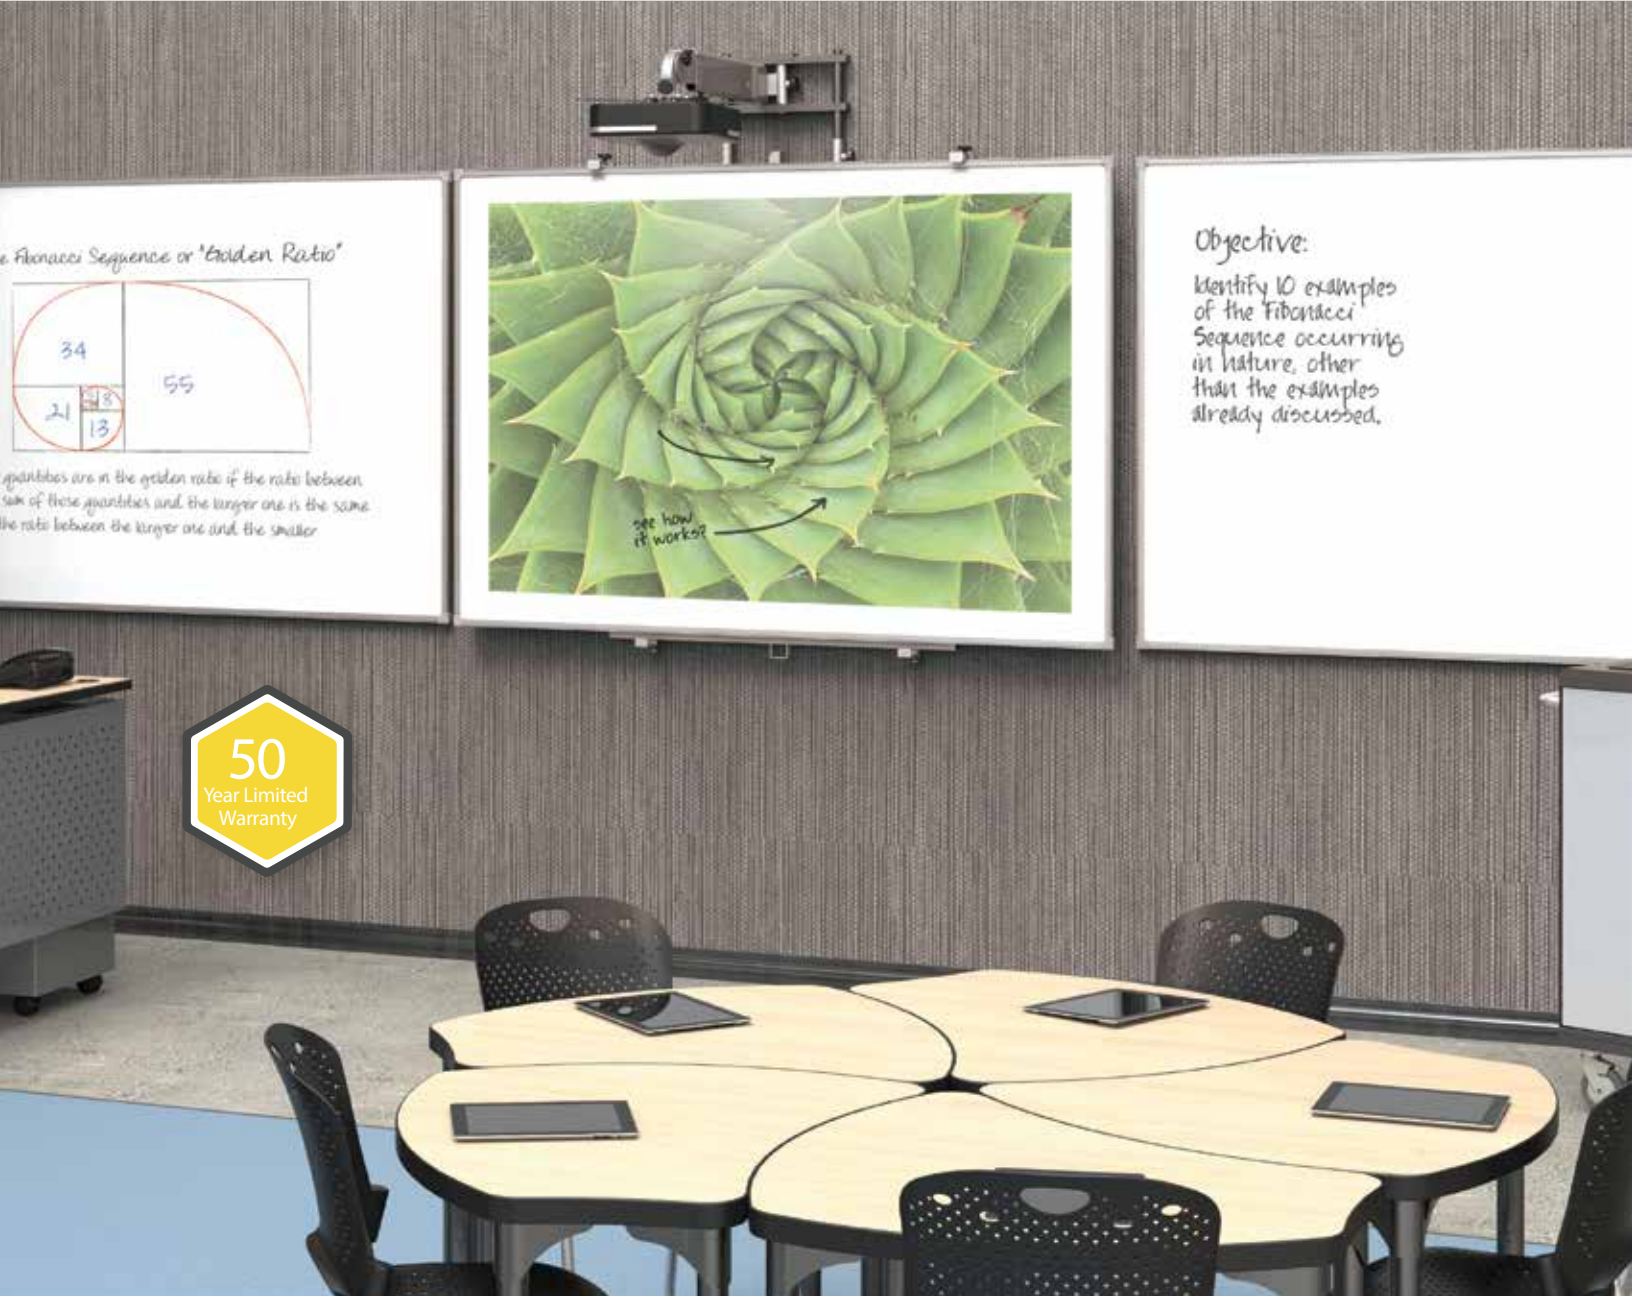 e Fibonacci Sequence or "Golden Ratio"
34
55
21
8
13
quantities are in the golden ratio if the ratio between
sum of those quantities and the larger one is the same
the ratio between the larger one and the smaller
see how
it works?
Objective:
Identify 10 examples
of the Fibonacci
Sequence occurring
in nature, other
than the examples
already discussed.
50
Year Limited
Warranty